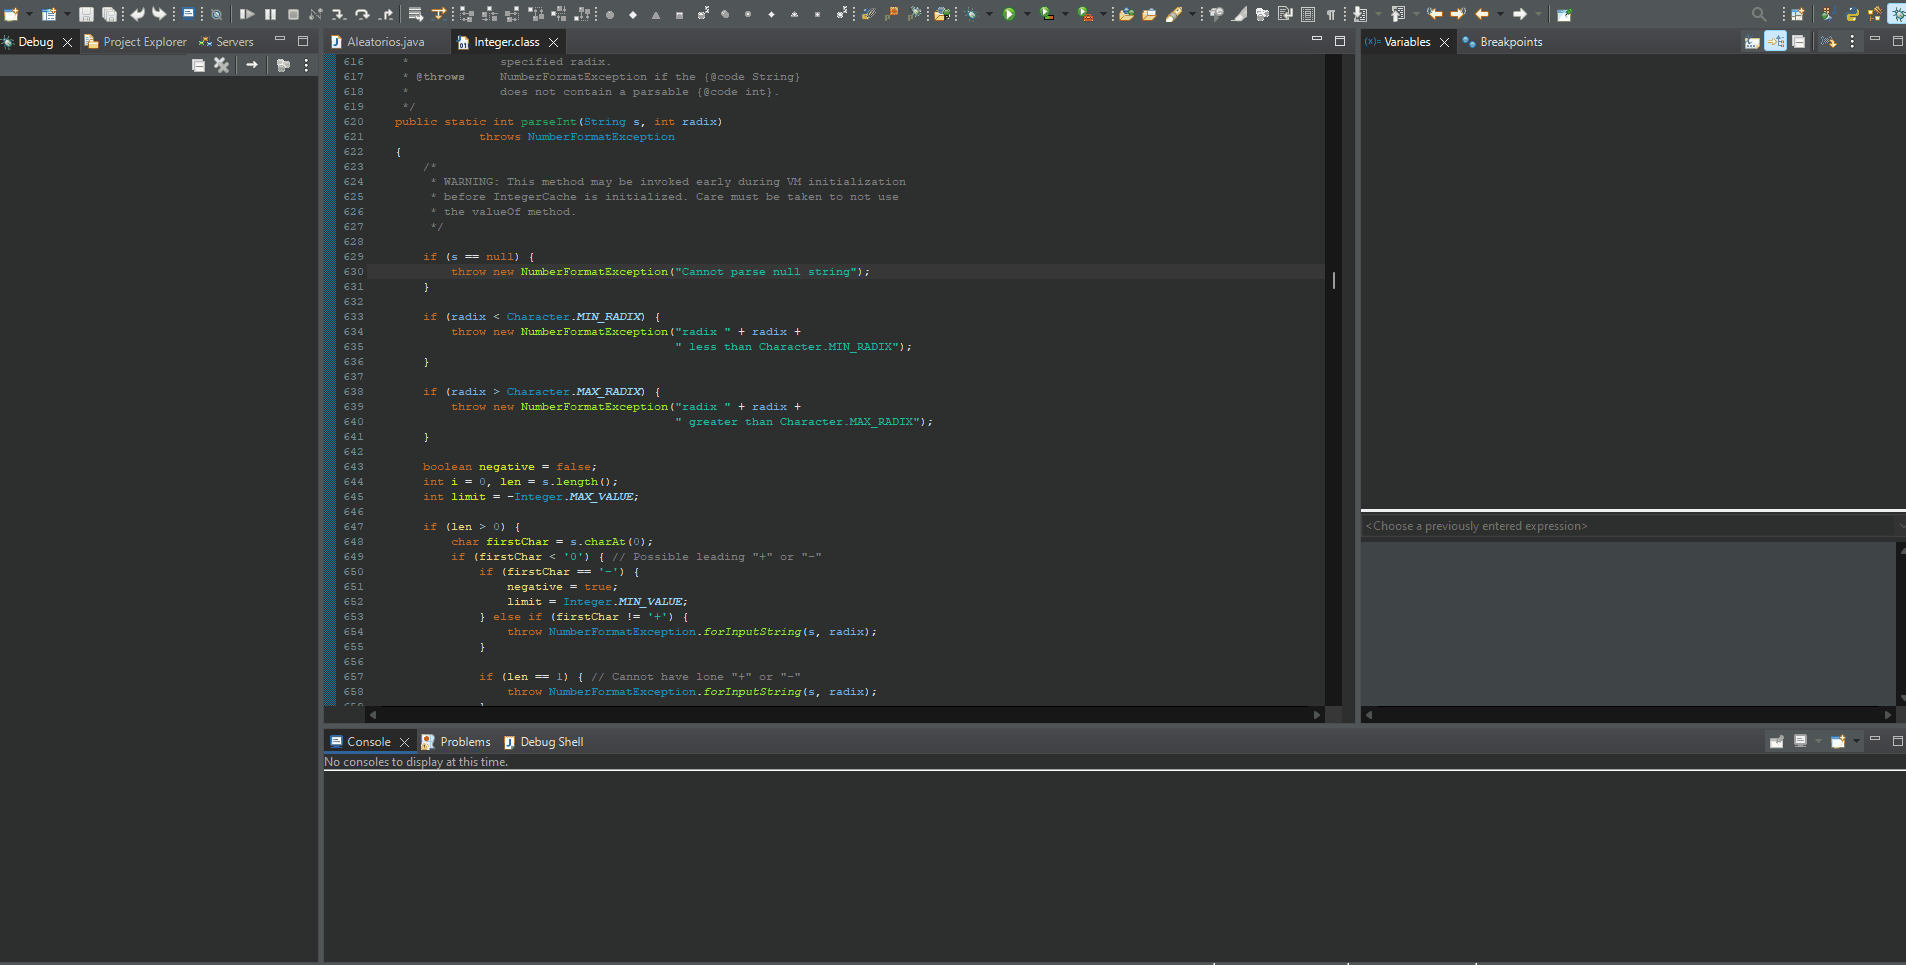 Debug
Project Explorer
Servers
Aleatorios.java
Integer.class
(x)= Variables
Breakpoints
616 * specified radix.
617 * @throws NumberFormatException if the {@code String}
618 * does not contain a parsable {@code int}.
619 */
620 public static int parseInt(String s, int radix)
621 throws NumberFormatException
622 {
623 /*
624 * WARNING: This method may be invoked early during VM initialization
625 * before IntegerCache is initialized. Care must be taken to not use
626 * the valueOf method.
627 */
628
629 if (s == null) {
630 throw new NumberFormatException("Cannot parse null string");
631 }
632
633 if (radix < Character.MIN_RADIX) {
634 throw new NumberFormatException("radix " + radix +
635 " less than Character.MIN_RADIX");
636 }
637
638 if (radix > Character.MAX_RADIX) {
639 throw new NumberFormatException("radix " + radix +
640 " greater than Character.MAX_RADIX");
641 }
642
643 boolean negative = false;
644 int i = 0, len = s.length();
645 int limit = -Integer.MAX_VALUE;
646
647 if (len > 0) {
648 char firstChar = s.charAt(0);
649 if (firstChar < '0') { // Possible leading "+" or "-"
650 if (firstChar == '-') {
651 negative = true;
652 limit = Integer.MIN_VALUE;
653 } else if (firstChar != '+') {
654 throw NumberFormatException.forInputString(s, radix);
655 }
656
657 if (len == 1) { // Cannot have lone "+" or "-"
658 throw NumberFormatException.forInputString(s, radix);
<Choose a previously entered expression>
Console
Problems
Debug Shell
No consoles to display at this time.